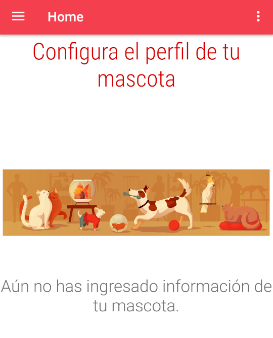 Home
Configura el perfil de tu
mascota
Aún no has ingresado información de
tu mascota.